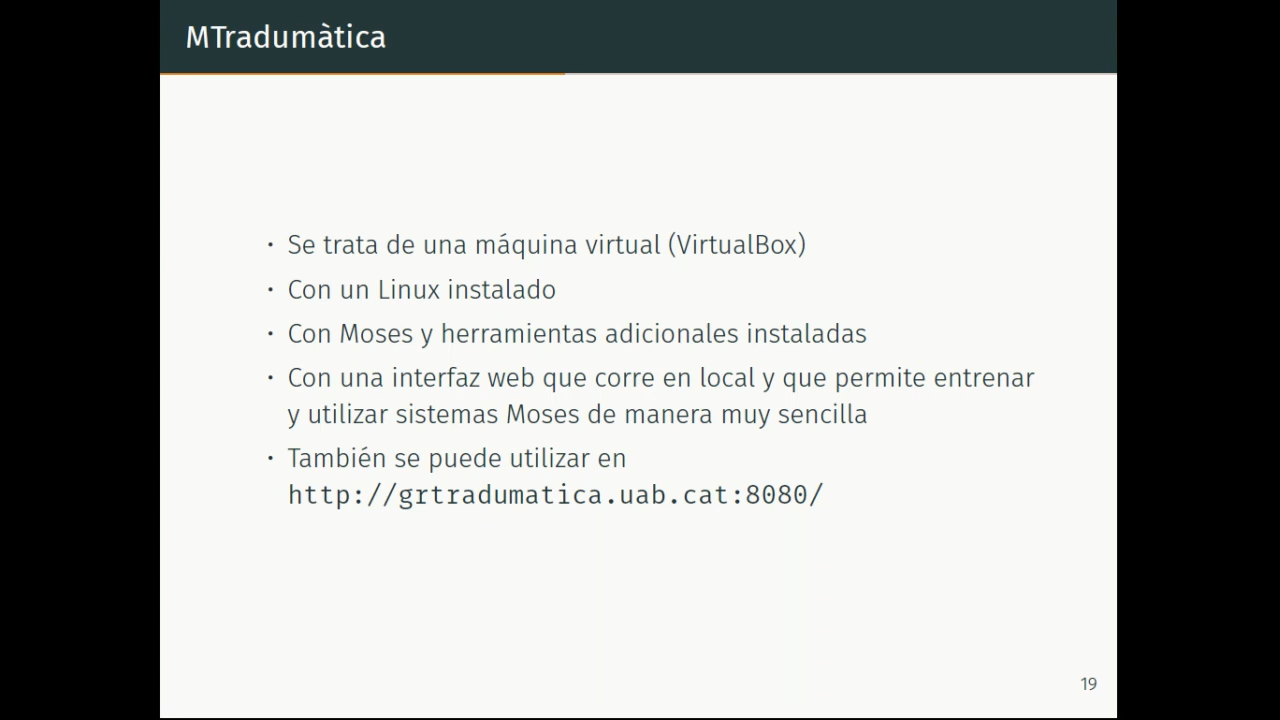 MTradumàtica
· Se trata de una máquina virtual (VirtualBox)
· Con un Linux instalado
· Con Moses y herramientas adicionales instaladas
· Con una interfaz web que corre en local y que permite entrenar
y utilizar sistemas Moses de manera muy sencilla
· También se puede utilizar en
http://grtradumatica.uab.cat:8080/
19